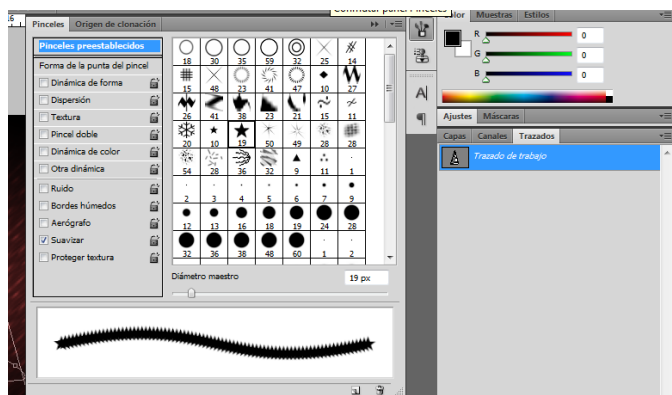 Conmutar panel Pinceles
Pinceles Origen de clonación
Pinceles preestablecidos
Forma de la punta del pincel
Dinámica de forma
Dispersión
Textura
Pincel doble
Dinámica de color
Otra dinámica
Ruido
Bordes húmedos
Aerógrafo
Suavizar
Proteger textura
18 30 35 59 32 25 14
15 48 23 41 47 10 27
26 41 38 23 21 15 11
20 10 19 50 49 28 28
54 28 36 32 9 11 1
2 3 4 5 6 7 9
12 13 16 18 19 24 28
32 36 38 48 60 1 2
Diámetro maestro 19 px
A
Color Muestras Estilos
R 0
G 0
B 0
Ajustes Máscaras
Capas Canales Trazados
Trazado de trabajo